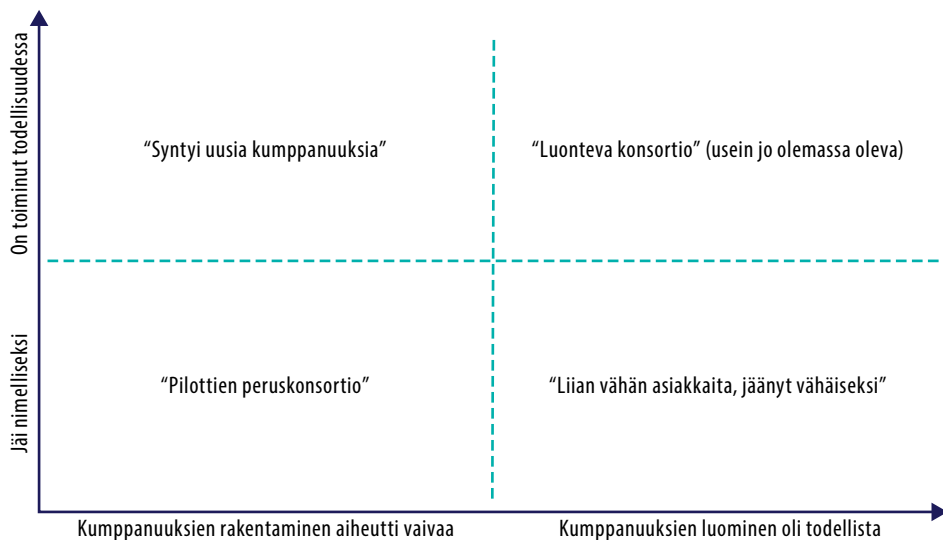 On toiminut todellisuudessa
“Syntyi uusia kumppanuuksia”
“Luonteva konsortio” (usein jo olemassa oleva)
Jäi nimelliseksi
“Pilottien peruskonsortio”
“Liian vähän asiakkaita, jäänyt vähäiseksi”
Kumppanuuksien rakentaminen aiheutti vaivaa
Kumppanuuksien luominen oli todellista